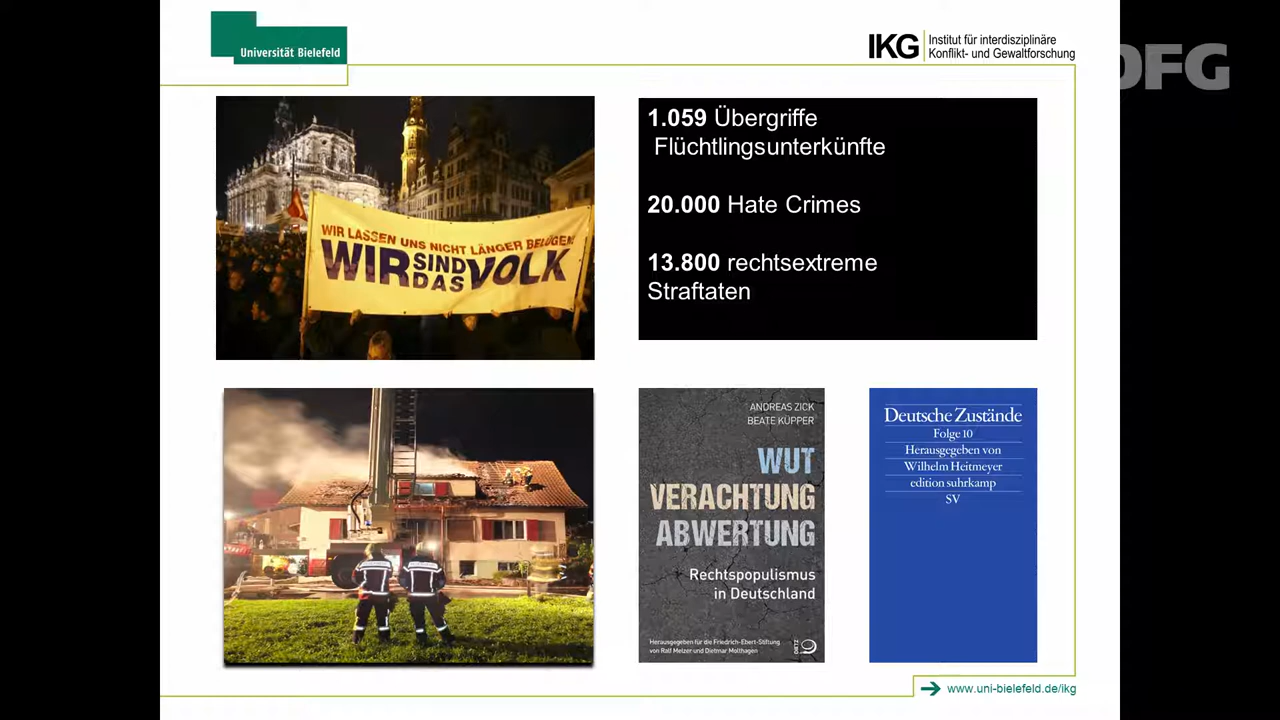 Universität Bielefeld
IKG
Institut für interdisziplinäre
Konflikt- und Gewaltforschung
DFG
WIR LASSEN UNS NICHT LÄNGER BELÜGEN
WIR SIND DAS VOLK
1.059 Übergriffe
Flüchtlingsunterkünfte
20.000 Hate Crimes
13.800 rechtsextreme
Straftaten
ANDREAS ZICK
BEATE KÜPPER
WUT
VERACHTUNG
ABWERTUNG
Rechtspopulismus
in Deutschland
Herausgegeben für die Friedrich-Ebert-Stiftung
von Ralf Melzer und Dietmar Molthagen
DIETZ
Deutsche Zustände
Folge 10
Herausgegeben von
Wilhelm Heitmeyer
edition suhrkamp
SV
www.uni-bielefeld.de/ikg